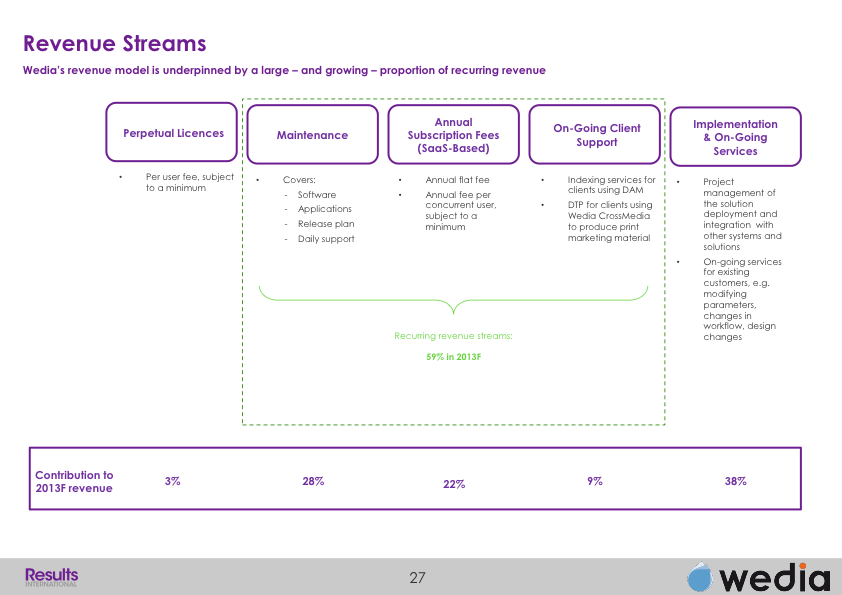 Revenue Streams
Wedia's revenue model is underpinned by a large – and growing – proportion of recurring revenue
Perpetual Licences
• Per user fee, subject
to a minimum
Maintenance
• Covers:
- Software
- Applications
- Release plan
- Daily support
Annual
Subscription Fees
(SaaS-Based)
• Annual flat fee
• Annual fee per
concurrent user,
subject to a
minimum
On-Going Client
Support
• Indexing services for
clients using DAM
• DTP for clients using
Wedia CrossMedia
to produce print
marketing material
Implementation
& On-Going
Services
• Project
management of
the solution
deployment and
integration with
other systems and
solutions
• On-going services
for existing
customers, e.g.
modifying
parameters,
changes in
workflow, design
changes
Recurring revenue streams:
59% in 2013F
Contribution to
2013F revenue
3%
28%
22%
9%
38%
Results
INTERNATIONAL
27
wedia